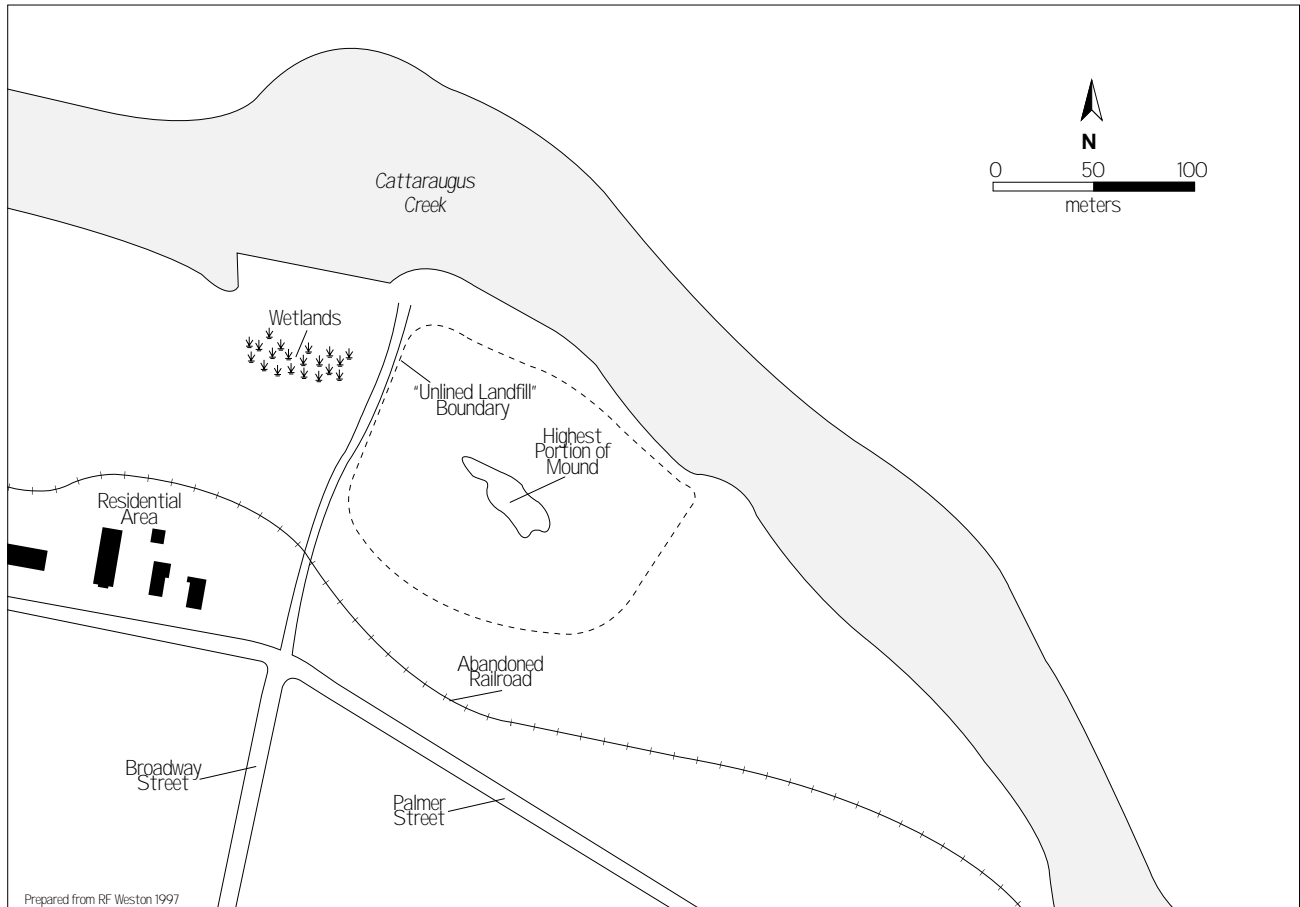 Cattaraugus
Creek
N
0 50 100
meters
Wetlands
"Unlined Landfill"
Boundary
Highest
Portion of
Mound
Residential
Area
Abandoned
Railroad
Broadway
Street
Palmer
Street
Prepared from RF Weston 1997